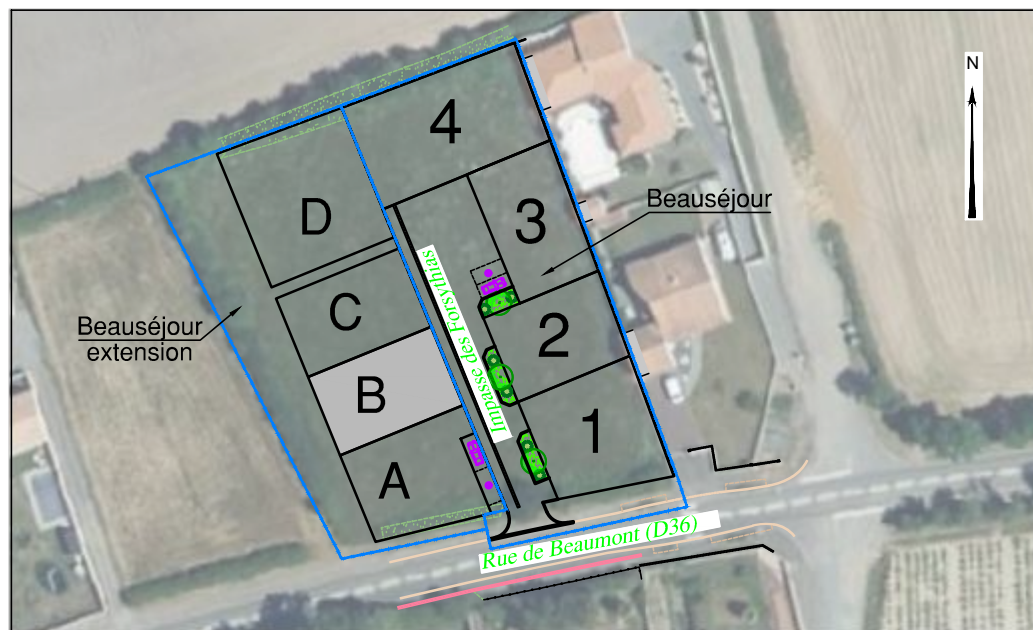 N
4
3
Beauséjour
D
C
Impasse des Forsythias
2
Beauséjour
extension
B
1
A
Rue de Beaumont (D36)